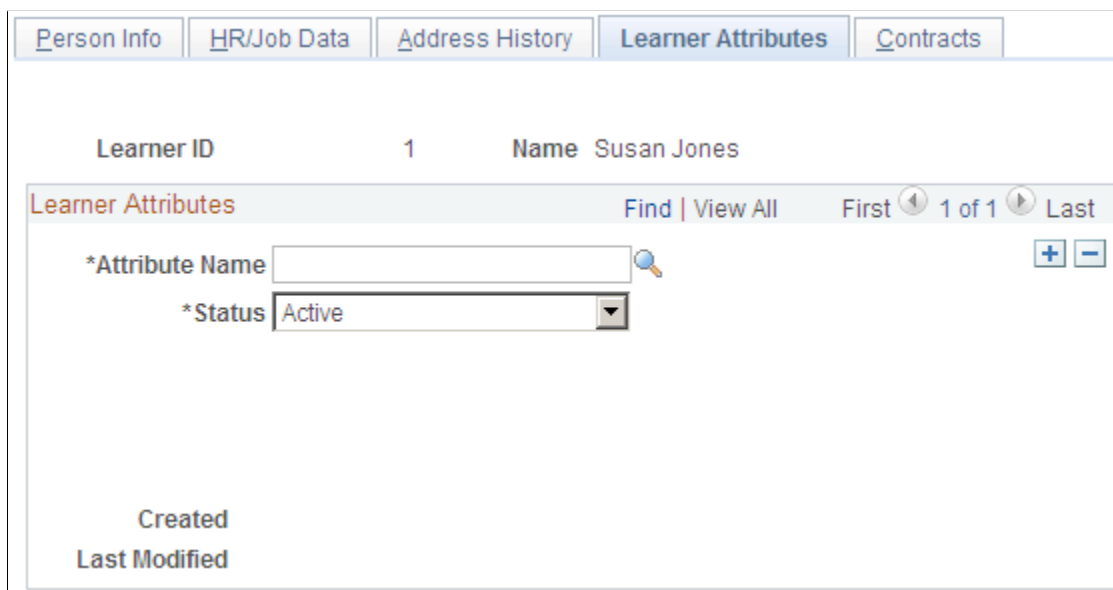 Person Info HR/Job Data Address History Learner Attributes Contracts
Learner ID 1 Name Susan Jones
Learner Attributes Find | View All First 1 of 1 Last
*Attribute Name
*Status Active
Created
Last Modified